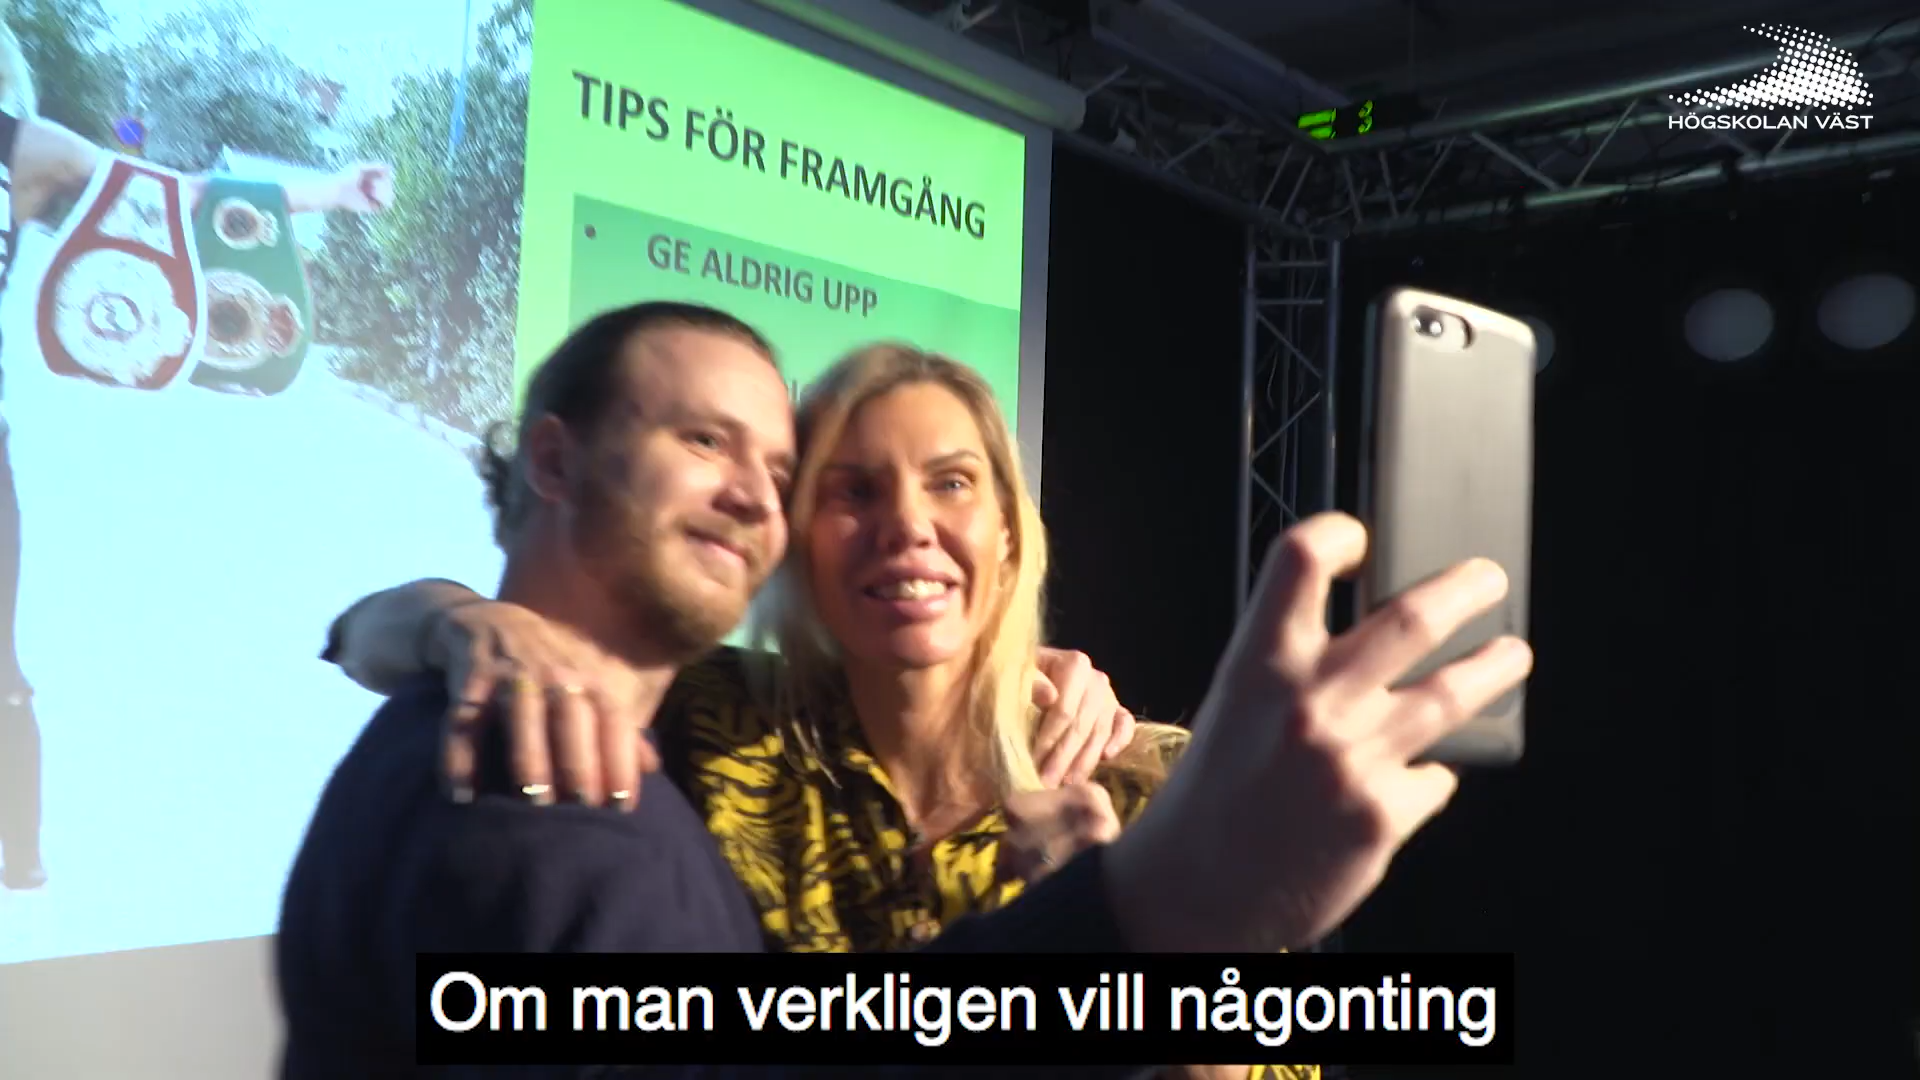 HÖGSKOLAN VÄST
TIPS FÖR FRAMGÅNG
• GE ALDRIG UPP
Om man verkligen vill någonting